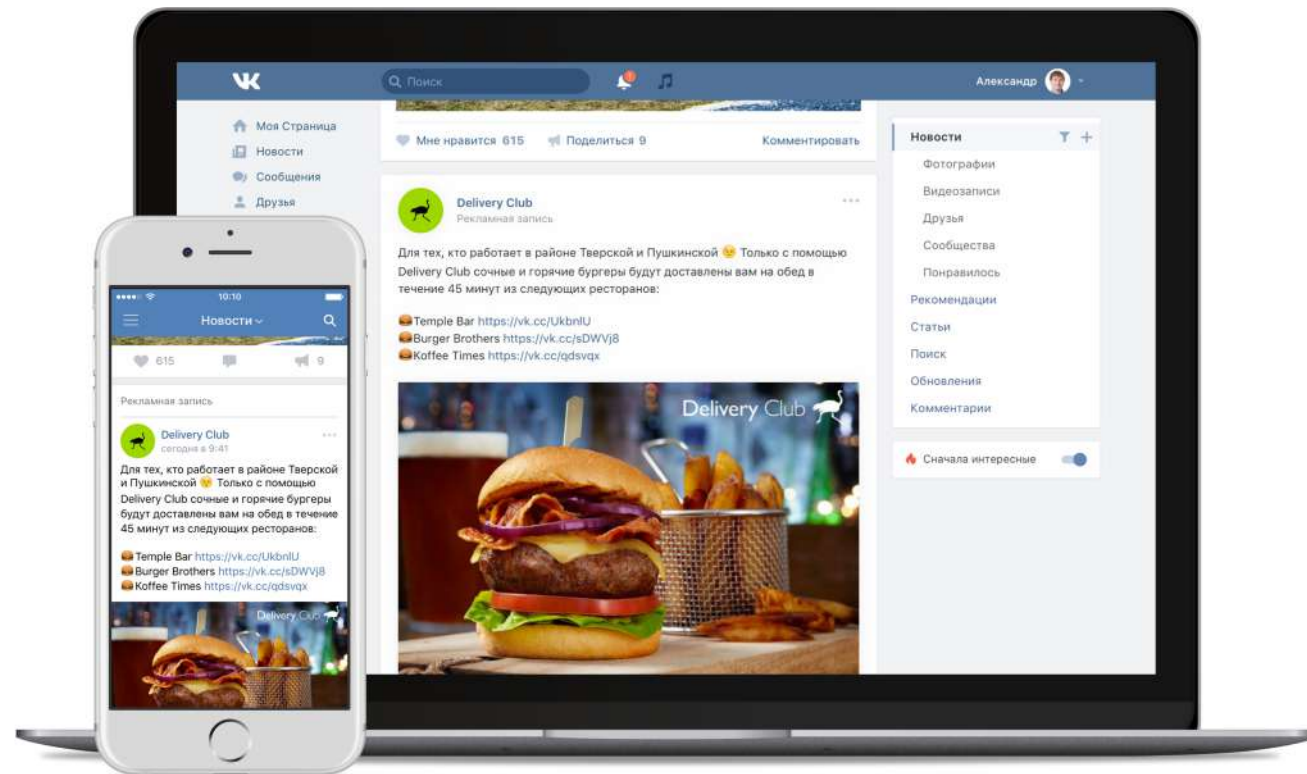 VK
Поиск
1
Александр
Моя Страница
Новости
Сообщения
Друзья
Мне нравится 615
Поделиться 9
Комментировать
Delivery Club
Рекламная запись
Для тех, кто работает в районе Тверской и Пушкинской 😚 Только с помощью
Delivery Club сочные и горячие бургеры будут доставлены вам на обед в
течение 45 минут из следующих ресторанов:
🍔Temple Bar https://vk.cc/UkbnlU
🍔Burger Brothers https://vk.cc/sDWVj8
🍔Koffee Times https://vk.cc/qdsvqx
Delivery Club
Новости
Фотографии
Видеозаписи
Друзья
Сообщества
Понравилось
Рекомендации
Статьи
Поиск
Обновления
Комментарии
Сначала интересные
10:10
Новости
615
9
Рекламная запись
Delivery Club
сегодня в 9:41
Для тех, кто работает в районе Тверской
и Пушкинской 😚 Только с помощью
Delivery Club сочные и горячие бургеры
будут доставлены вам на обед в течение
45 минут из следующих ресторанов:
🍔Temple Bar https://vk.cc/UkbnlU
🍔Burger Brothers https://vk.cc/sDWVj8
🍔Koffee Times https://vk.cc/qdsvqx
Delivery Club